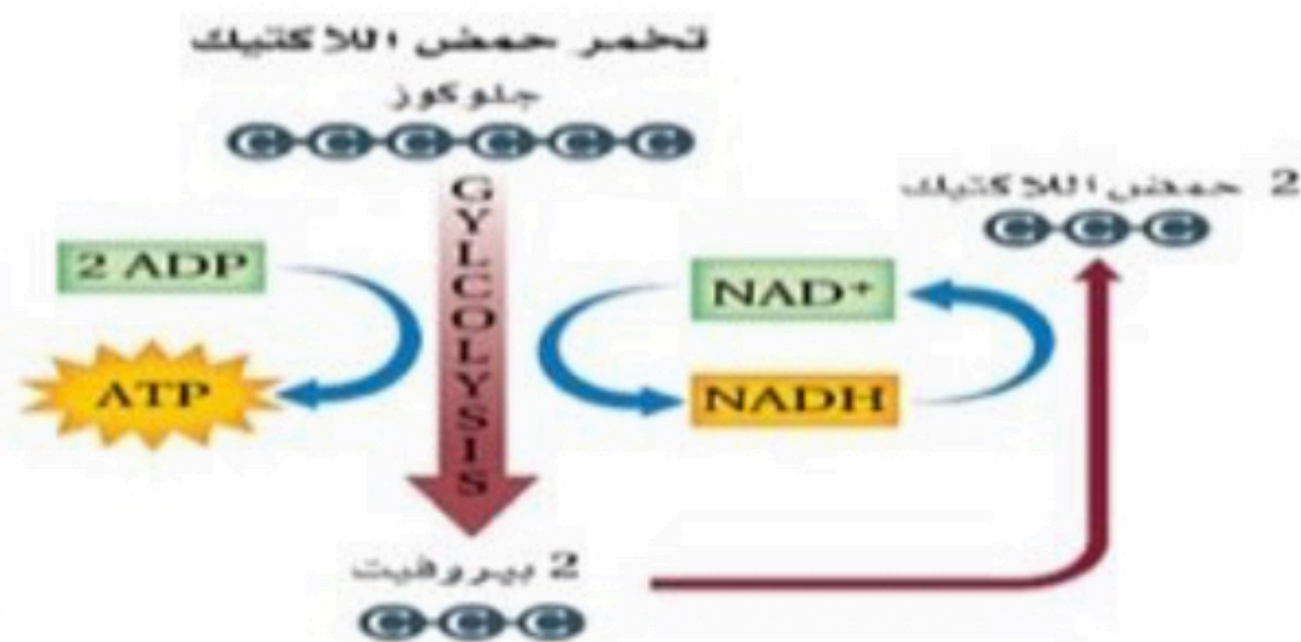 تخمر حمض اللاكتيك
جلوكوز
C-C-C-C-C-C
2 حمض اللاكتيك
C-C-C
GYLCOLYSIS
2 ADP
ATP
NAD+
NADH
2 بيروفيت
C-C-C